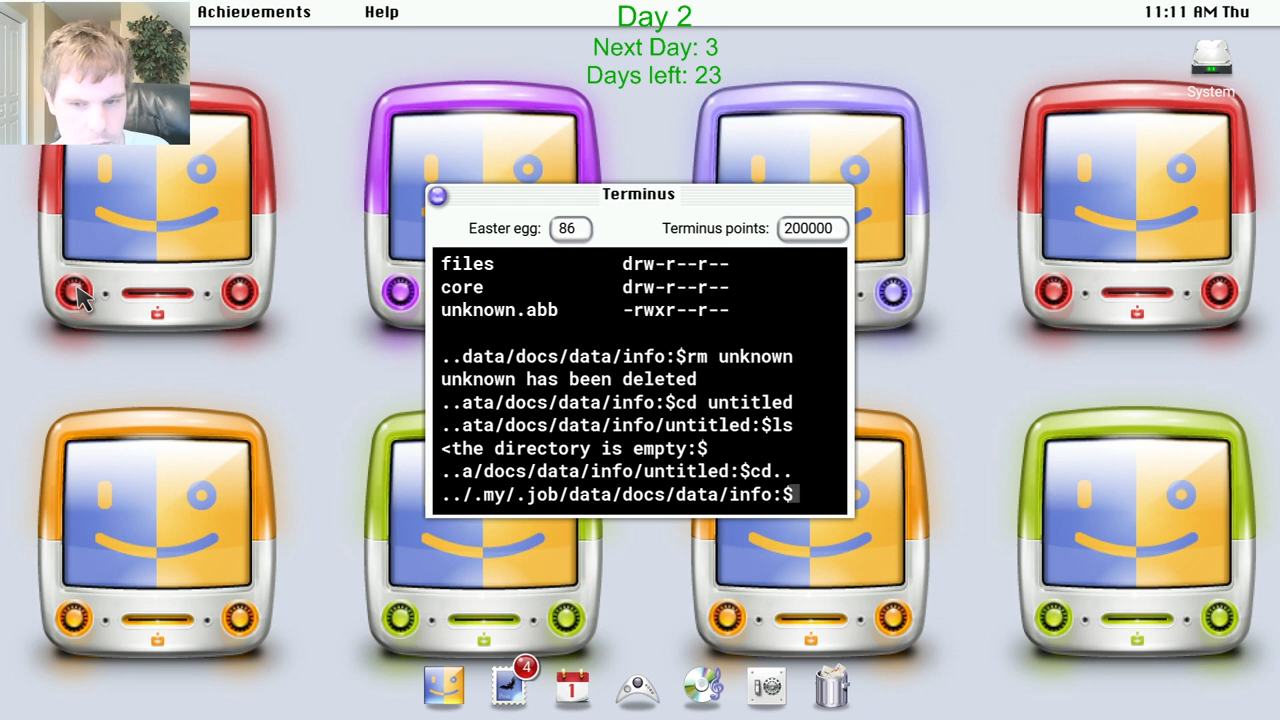 Achievements Help
Day 2
11:11 AM Thu
Next Day: 3
Days left: 23
System
Terminus
Easter egg: 86 Terminus points: 200000
files drw-r--r--
core drw-r--r--
unknown.abb -rwxr--r--
..data/docs/data/info:$rm unknown
unknown has been deleted
..ata/docs/data/info:$cd untitled
..ata/docs/data/info/untitled:$ls
<the directory is empty:$
..a/docs/data/info/untitled:$cd..
../.my/.job/data/docs/data/info:$
4
1